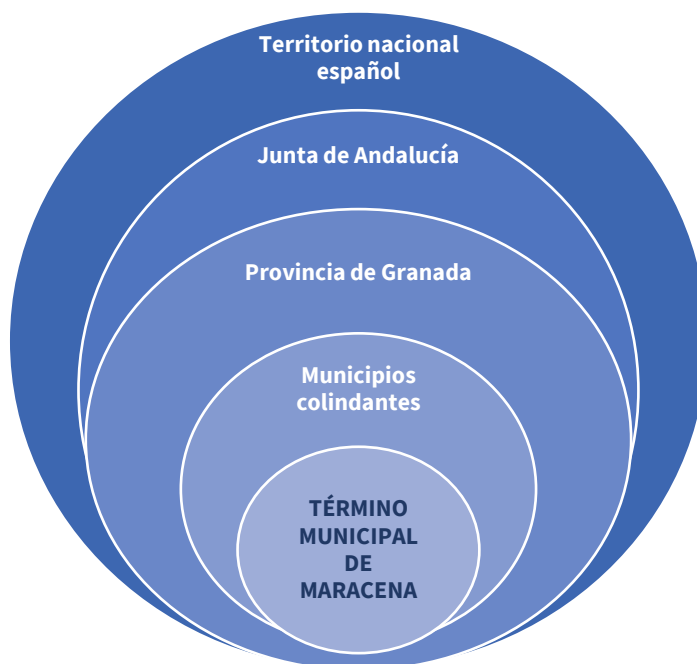 Territorio nacional
español
Junta de Andalucía
Provincia de Granada
Municipios
colindantes
TÉRMINO
MUNICIPAL
DE
MARACENA